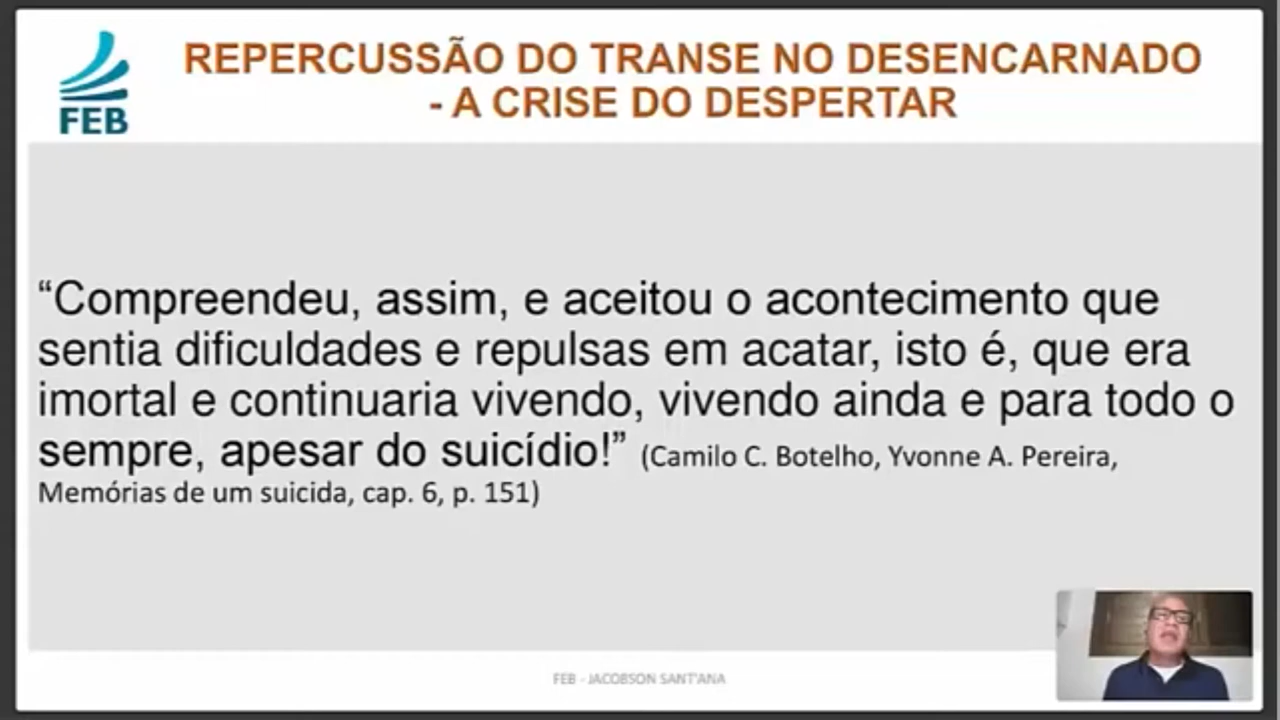 FEB
REPERCUSSÃO DO TRANSE NO DESENCARNADO
- A CRISE DO DESPERTAR
“Compreendeu, assim, e aceitou o acontecimento que
sentia dificuldades e repulsas em acatar, isto é, que era
imortal e continuaria vivendo, vivendo ainda e para todo o
sempre, apesar do suicídio!” (Camilo C. Botelho, Yvonne A. Pereira,
Memórias de um suicida, cap. 6, p. 151)
FEB - JACOBSON SANT'ANA